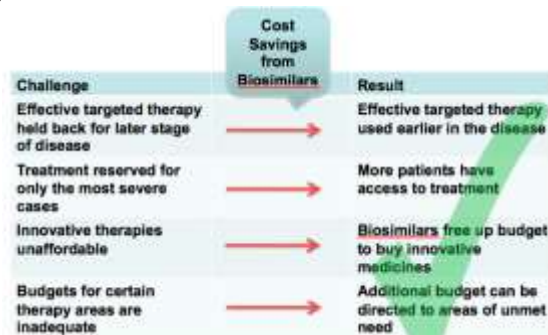 Cost
Savings
from
Biosimilars
Challenge
Result
Effective targeted therapy
held back for later stage
of disease
Effective targeted therapy
used earlier in the disease
Treatment reserved for
only the most severe
cases
More patients have
access to treatment
Innovative therapies
unaffordable
Biosimilars free up budget
to buy innovative
medicines
Budgets for certain
therapy areas are
inadequate
Additional budget can be
directed to areas of unmet
need